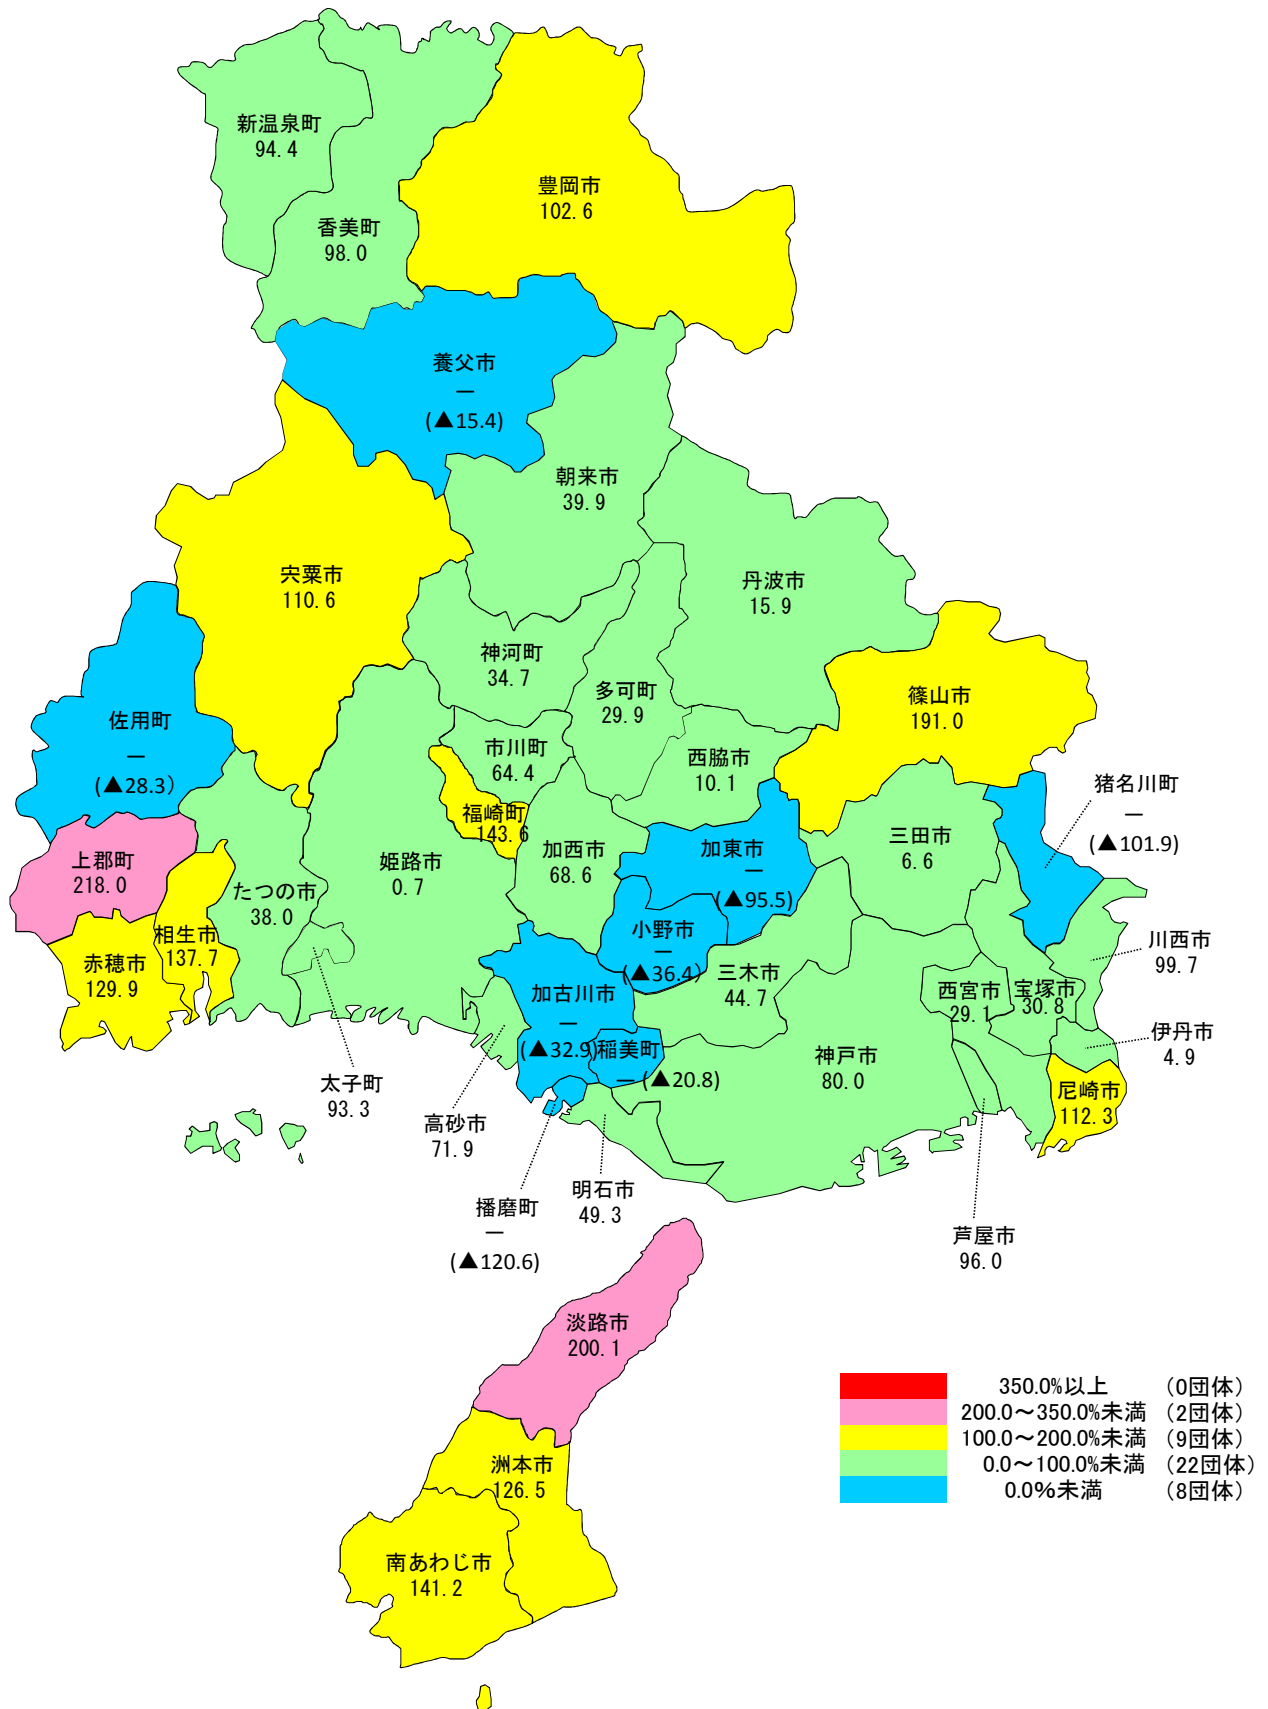 新温泉町
94.4
香美町
98.0
豊岡市
102.6
養父市
―
(▲15.4)
朝来市
39.9
宍粟市
110.6
丹波市
15.9
神河町
34.7
多可町
29.9
篠山市
191.0
佐用町
―
(▲28.3)
市川町
64.4
西脇市
10.1
猪名川町
―
(▲101.9)
福崎町
143.6
加西市
68.6
加東市
―
(▲95.5)
三田市
6.6
上郡町
218.0
姫路市
0.7
たつの市
38.0
相生市
137.7
赤穂市
129.9
小野市
―
(▲36.4)
三木市
44.7
川西市
99.7
西宮市
29.1
宝塚市
30.8
加古川市
―
(▲32.9)
稲美町
― (▲20.8)
神戸市
80.0
伊丹市
4.9
尼崎市
112.3
太子町
93.3
高砂市
71.9
播磨町
―
(▲120.6)
明石市
49.3
芦屋市
96.0
淡路市
200.1
洲本市
126.5
南あわじ市
141.2
350.0%以上 (0団体)
200.0～350.0%未満 (2団体)
100.0～200.0%未満 (9団体)
0.0～100.0%未満 (22団体)
0.0%未満 (8団体)